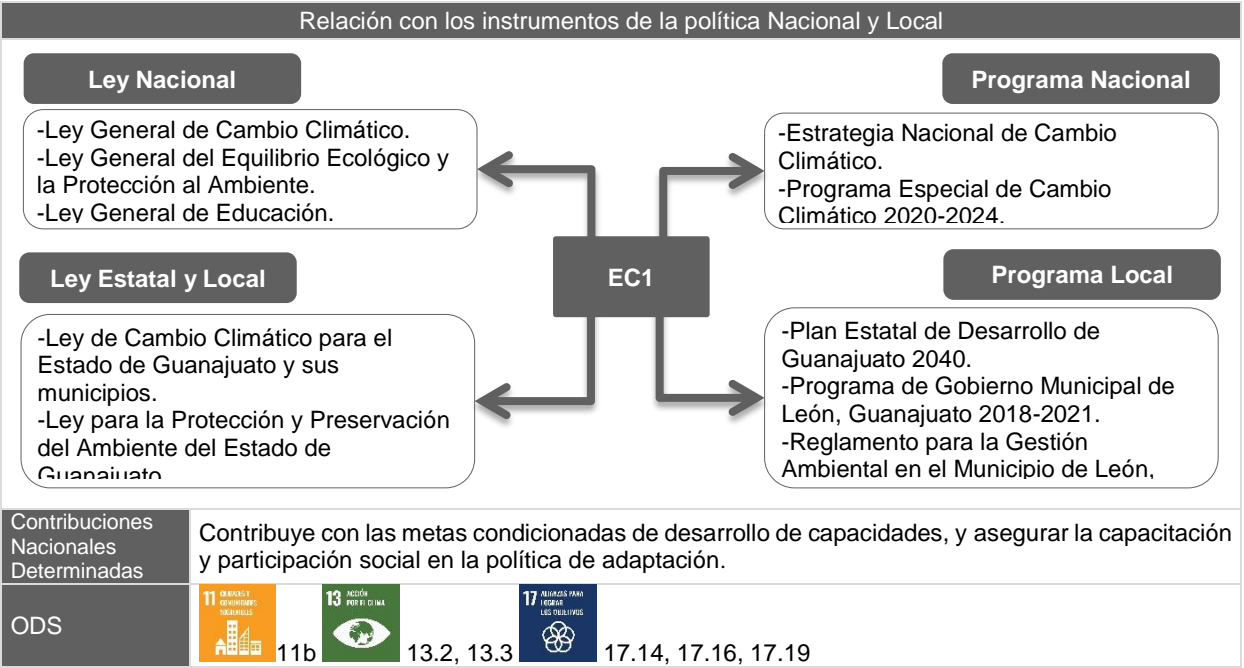 Relación con los instrumentos de la política Nacional y Local
Ley Nacional
-Ley General de Cambio Climático.
-Ley General del Equilibrio Ecológico y
la Protección al Ambiente.
-Ley General de Educación.
Programa Nacional
-Estrategia Nacional de Cambio
Climático.
-Programa Especial de Cambio
Climático 2020-2024.
EC1
Ley Estatal y Local
-Ley de Cambio Climático para el
Estado de Guanajuato y sus
municipios.
-Ley para la Protección y Preservación
del Ambiente del Estado de
Guanajuato
Programa Local
-Plan Estatal de Desarrollo de
Guanajuato 2040.
-Programa de Gobierno Municipal de
León, Guanajuato 2018-2021.
-Reglamento para la Gestión
Ambiental en el Municipio de León,
Contribuciones
Nacionales
Determinadas
Contribuye con las metas condicionadas de desarrollo de capacidades, y asegurar la capacitación
y participación social en la política de adaptación.
ODS
11 CIUDADES Y
COMUNIDADES
SOSTENIBLES
11b
13 ACCIÓN
POR EL CLIMA
13.2, 13.3
17 ALIANZAS PARA
LOGRAR
LOS OBJETIVOS
17.14, 17.16, 17.19